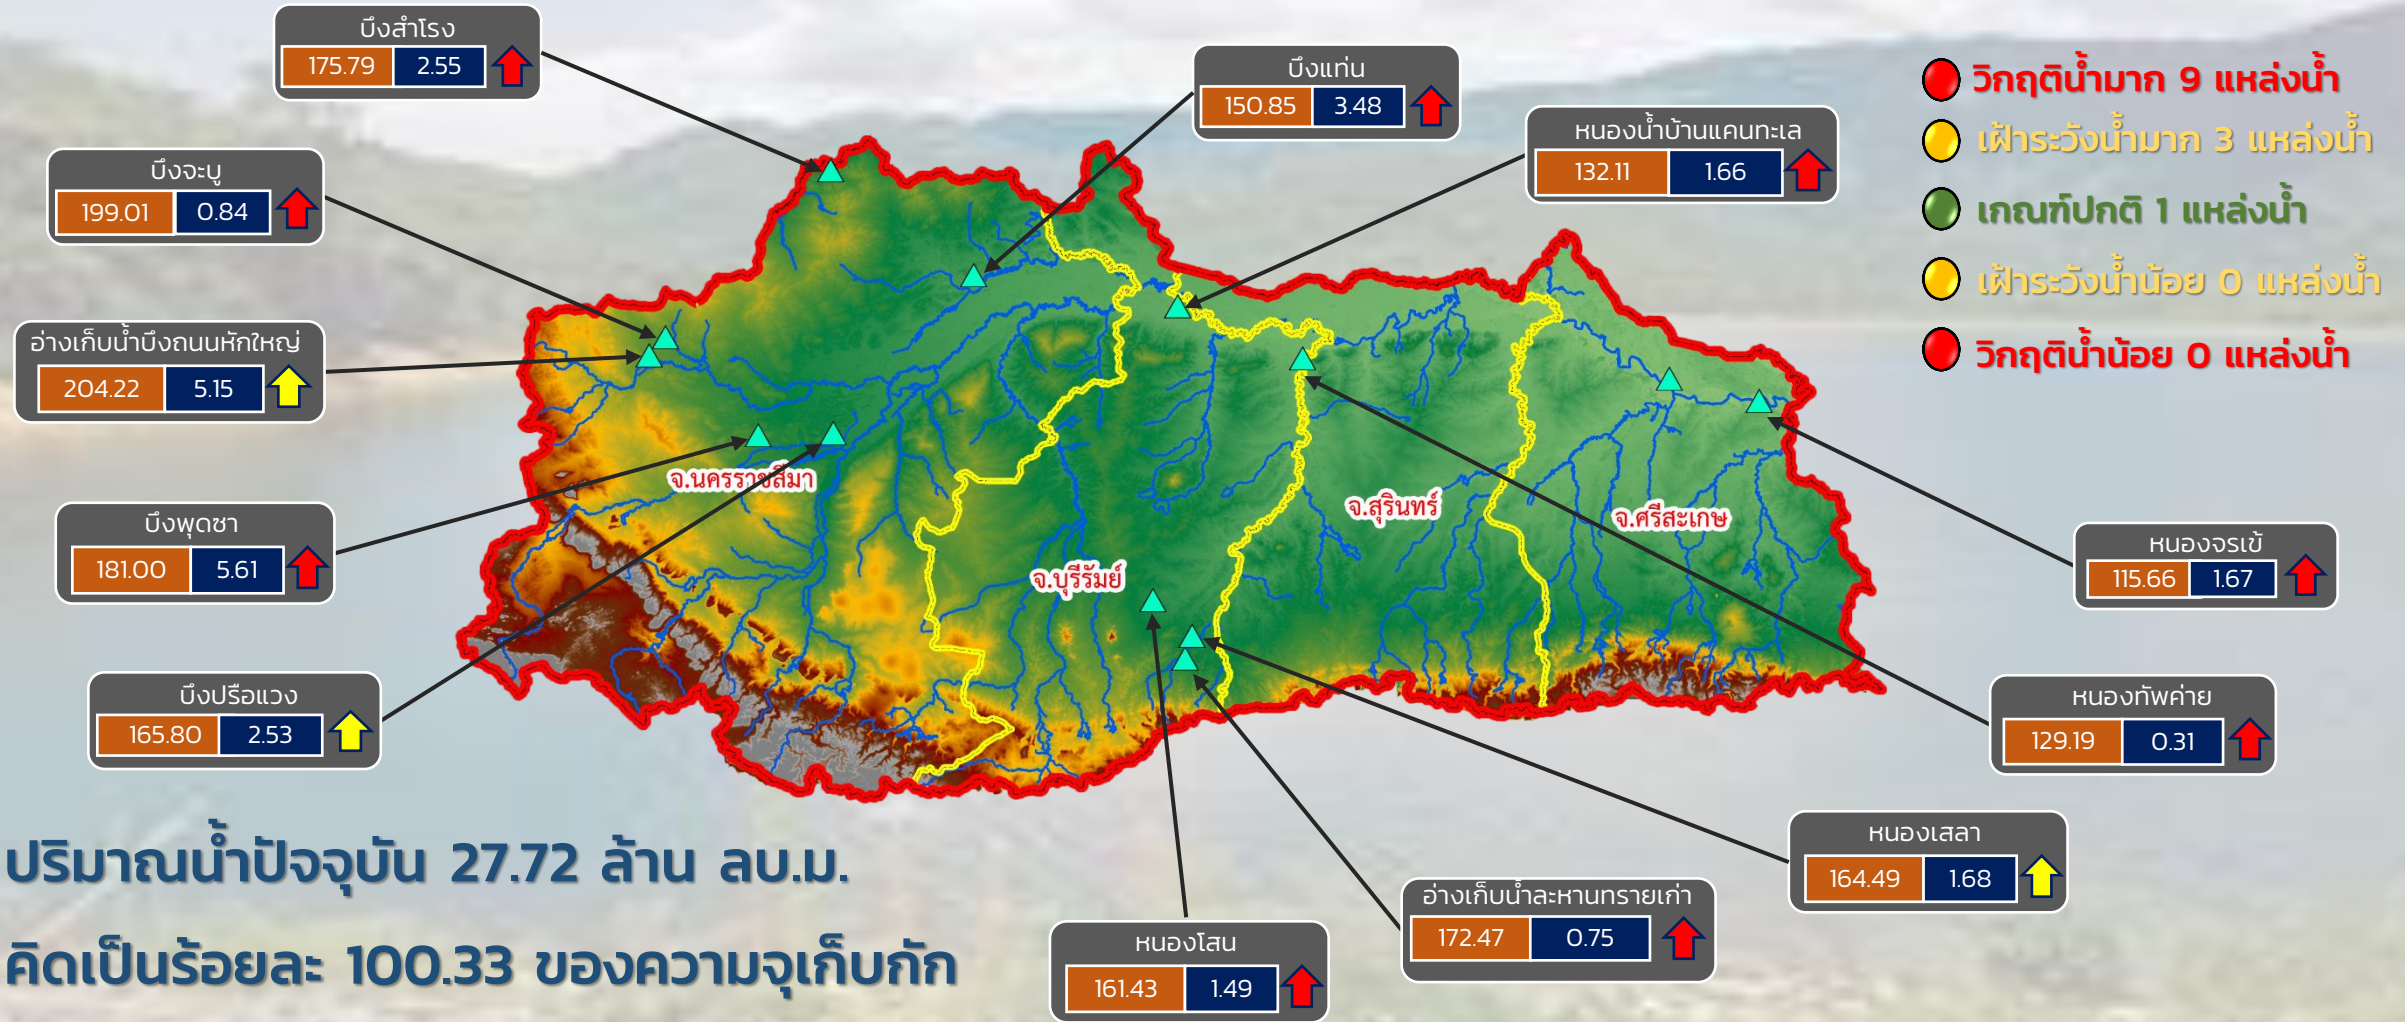 บึงสำโรง
175.79 2.55
บึงแท่น
150.85 3.48
หนองน้ำบ้านแคนทะเล
132.11 1.66
วิกฤติน้ำมาก 9 แหล่งน้ำ
เฝ้าระวังน้ำมาก 3 แหล่งน้ำ
เกณฑ์ปกติ 1 แหล่งน้ำ
เฝ้าระวังน้ำน้อย 0 แหล่งน้ำ
วิกฤติน้ำน้อย 0 แหล่งน้ำ
บึงจะบู
199.01 0.84
อ่างเก็บน้ำบึงถนนหักใหญ่
204.22 5.15
บึงพุดซา
181.00 5.61
บึงปรือแวง
165.80 2.53
จ.นครราชสีมา
จ.บุรีรัมย์
จ.สุรินทร์
จ.ศรีสะเกษ
หนองจรเข้
115.66 1.67
หนองทัพค่าย
129.19 0.31
หนองเสลา
164.49 1.68
อ่างเก็บน้ำละหานทรายเก่า
172.47 0.75
หนองโสน
161.43 1.49
ปริมาณน้ำปัจจุบัน 27.72 ล้าน ลบ.ม.
คิดเป็นร้อยละ 100.33 ของความจุเก็บกัก